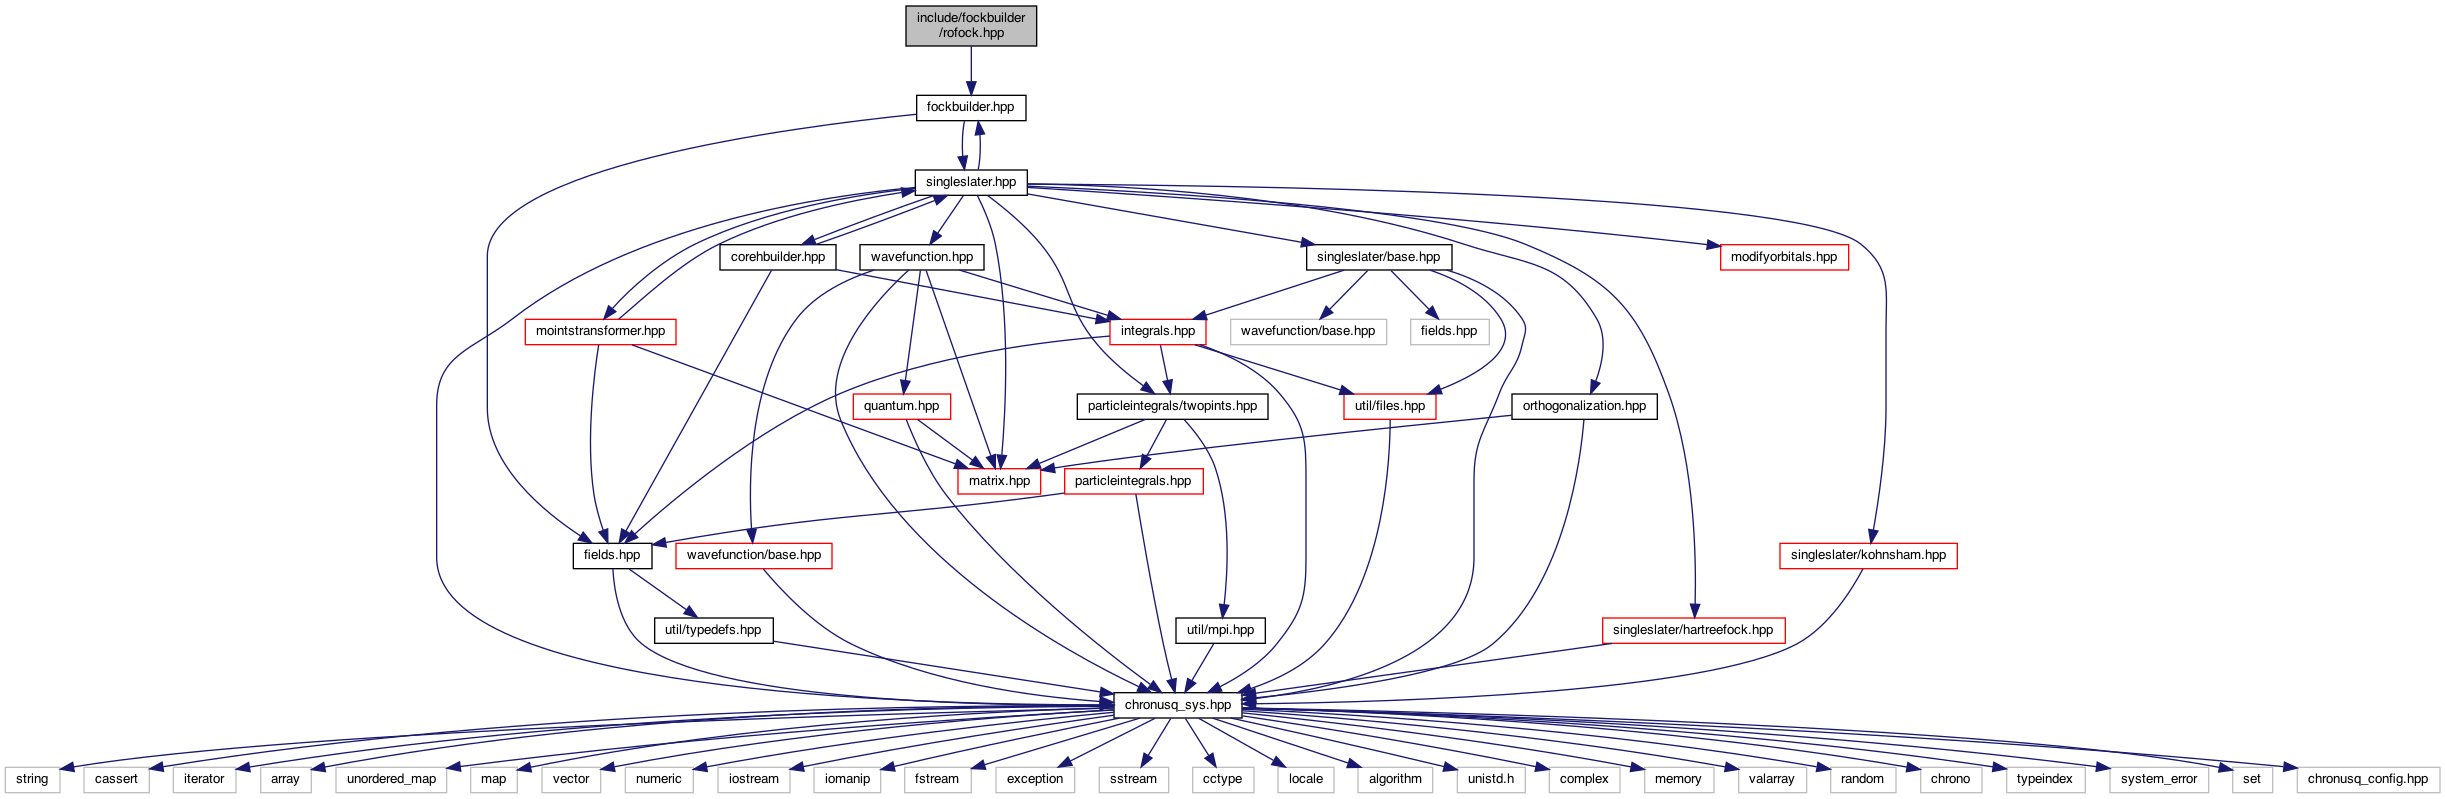 include/fockbuilder
/rofock.hpp
fockbuilder.hpp
singleslater.hpp
corehbuilder.hpp
wavefunction.hpp
singleslater/base.hpp
modifyorbitals.hpp
mointstransformer.hpp
integrals.hpp
wavefunction/base.hpp
fields.hpp
quantum.hpp
particleintegrals/twopints.hpp
util/files.hpp
orthogonalization.hpp
matrix.hpp
particleintegrals.hpp
fields.hpp
wavefunction/base.hpp
singleslater/kohnsham.hpp
util/typedefs.hpp
util/mpi.hpp
singleslater/hartreefock.hpp
chronusq_sys.hpp
string
cassert
iterator
array
unordered_map
map
vector
numeric
iostream
iomanip
fstream
exception
sstream
cctype
locale
algorithm
unistd.h
complex
memory
valarray
random
chrono
typeindex
system_error
set
chronusq_config.hpp